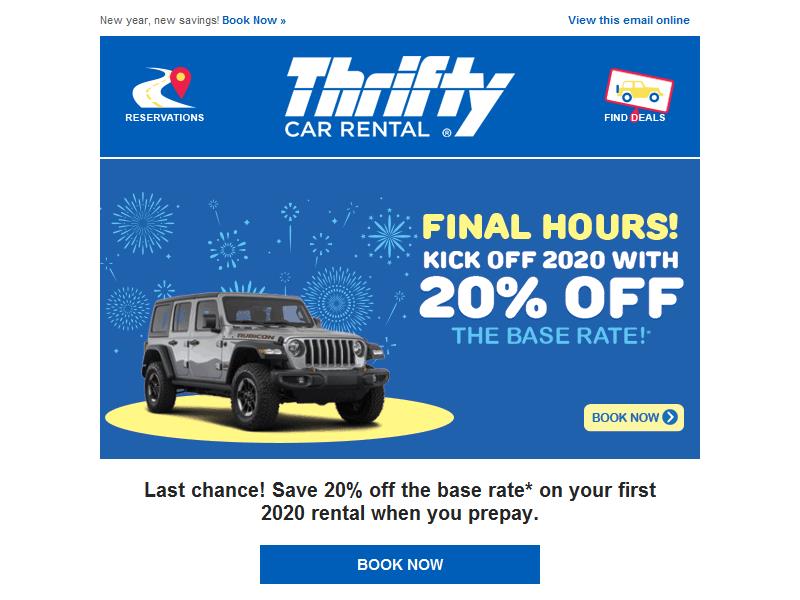 New year, new savings! Book Now »
View this email online
RESERVATIONS
Thrifty
CAR RENTAL ®
FIND DEALS
FINAL HOURS!
KICK OFF 2020 WITH
20% OFF
THE BASE RATE!*
RUBICON
BOOK NOW
Last chance! Save 20% off the base rate* on your first
2020 rental when you prepay.
BOOK NOW